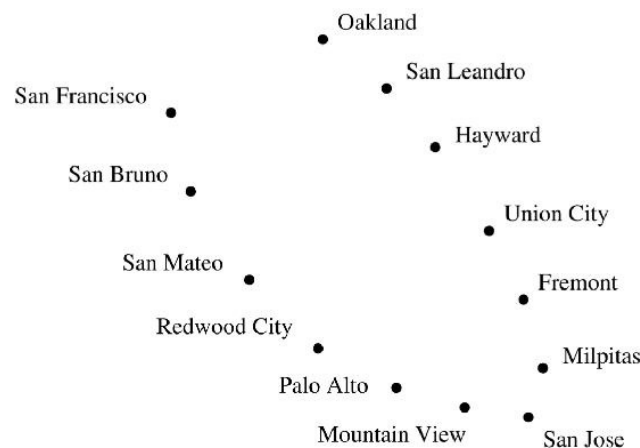 Oakland
San Leandro
San Francisco
Hayward
San Bruno
Union City
San Mateo
Fremont
Redwood City
Milpitas
Palo Alto
Mountain View
San Jose